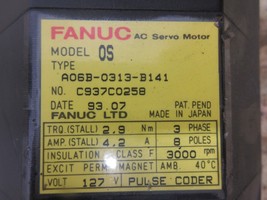 FANUC AC Servo Motor
MODEL 0S
TYPE
A06B-0313-B141
NO. C937C0258
DATE 93.07 PAT. PEND
FANUC LTD MADE IN JAPAN
TRQ.(STALL) 2.9 Nm 3 PHASE
AMP.(STALL) 4.2 A 8 POLES
INSULATION CLASS F 3000 rpm
EXCIT PERM MAGNET AMB 40°C
VOLT 127 V PULSE CODER